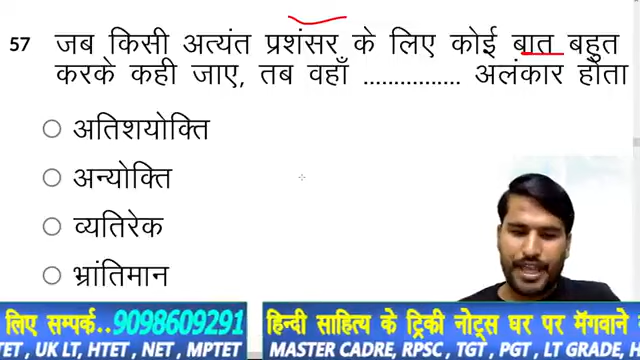 57 जब किसी अत्यंत प्रशंसर के लिए कोई बात बहुत
करके कही जाए, तब वहाँ ................ अलंकार होता
अतिशयोक्ति
अन्योक्ति
व्यतिरेक
भ्रांतिमान
लिए सम्पर्क..9098609291 हिन्दी साहित्य के ट्रिकी नोट्स घर पर मॅगवाने
TET , UK LT, HTET , NET , MPTET MASTER CADRE, RPSC , TGT , PGT , LT GRADE,